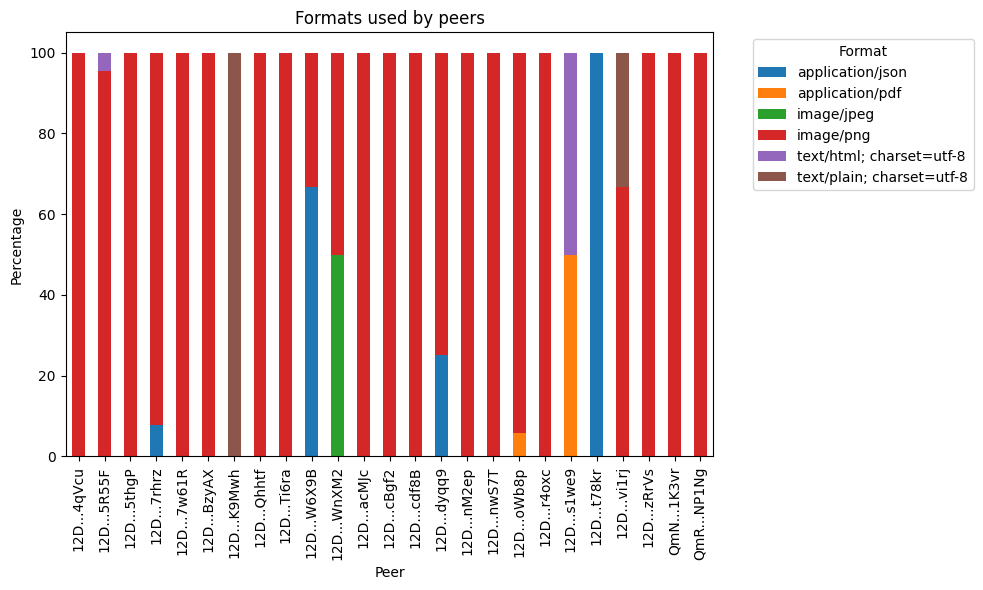 Formats used by peers
Percentage
100
80
60
40
20
0
12D...4qVcu
12D...5R55F
12D...5thgP
12D...7rhrz
12D...7w61R
12D...BzyAX
12D...K9Mwh
12D...Qhhtf
12D...Ti6ra
12D...W6X9B
12D...WnXM2
12D...acMJc
12D...cBgf2
12D...cdf8B
12D...dyqq9
12D...nM2ep
12D...nwS7T
12D...oWb8p
12D...r4oxc
12D...s1we9
12D...t78kr
12D...vi1rj
12D...zRrVs
QmN...1K3vr
QmR...NP1Ng
Peer
Format
application/json
application/pdf
image/jpeg
image/png
text/html; charset=utf-8
text/plain; charset=utf-8